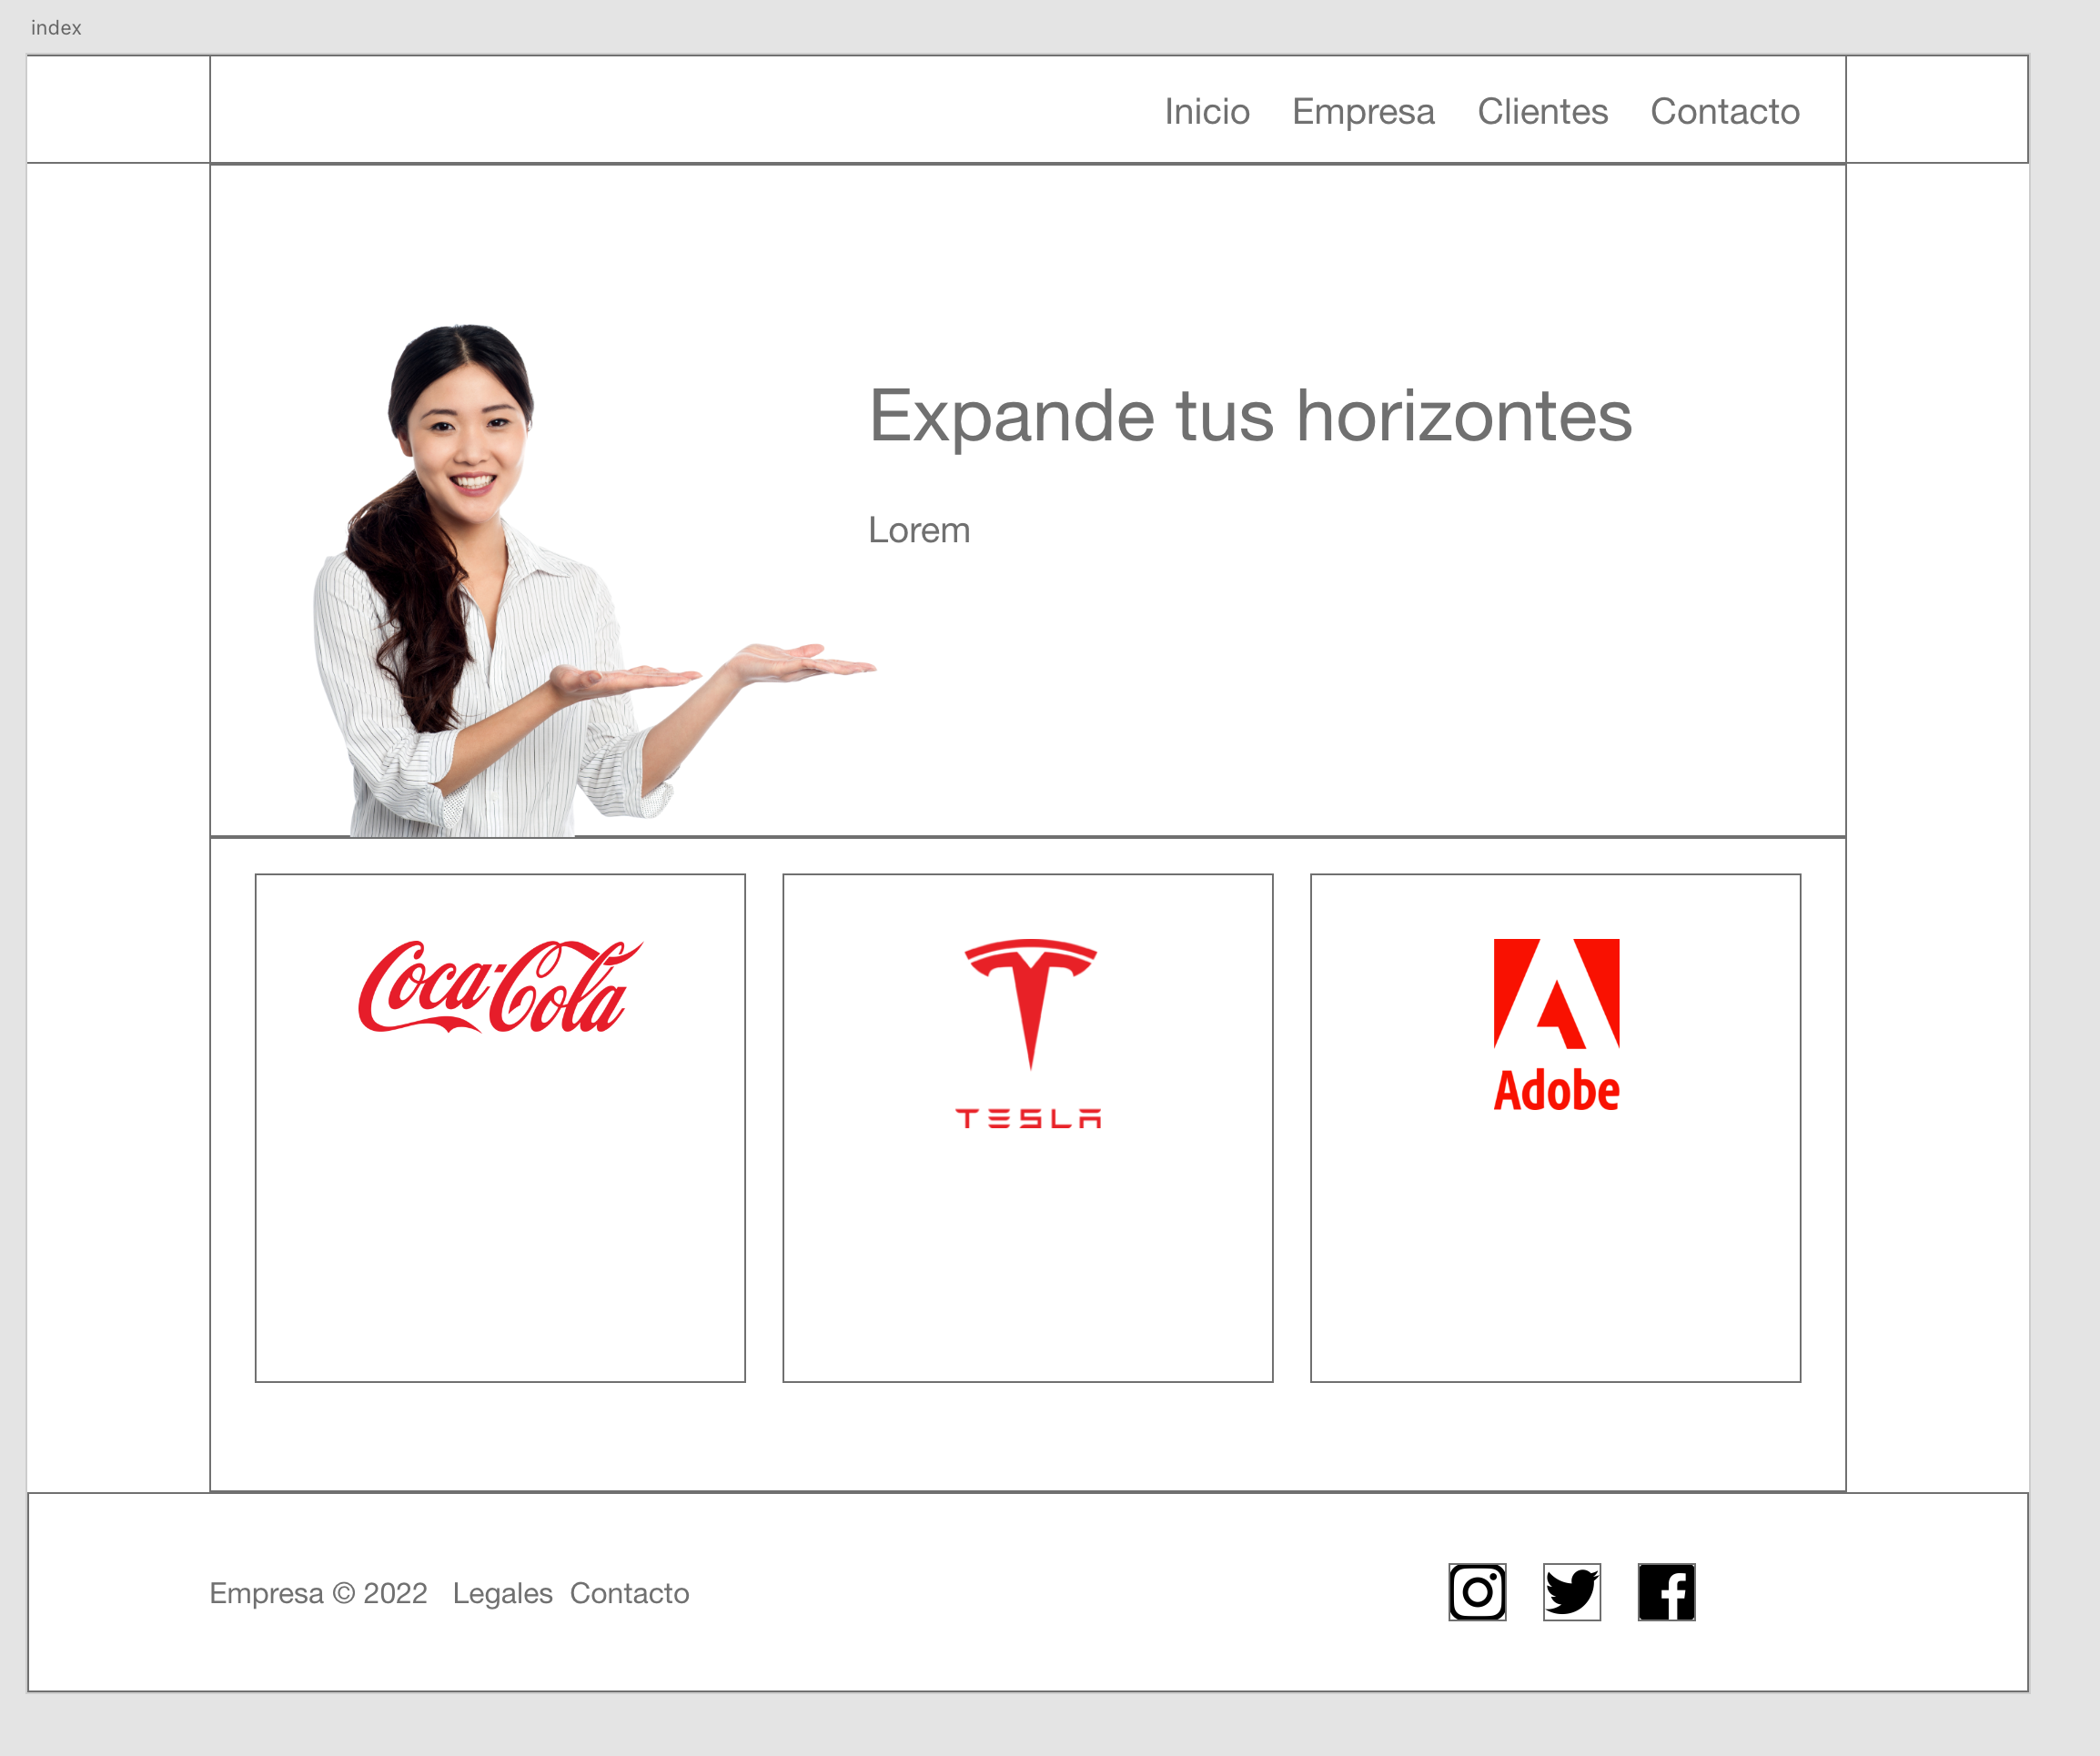 index
Inicio Empresa Clientes Contacto
Expande tus horizontes
Lorem
Coca-Cola
TESLA
Adobe
Empresa © 2022 Legales Contacto